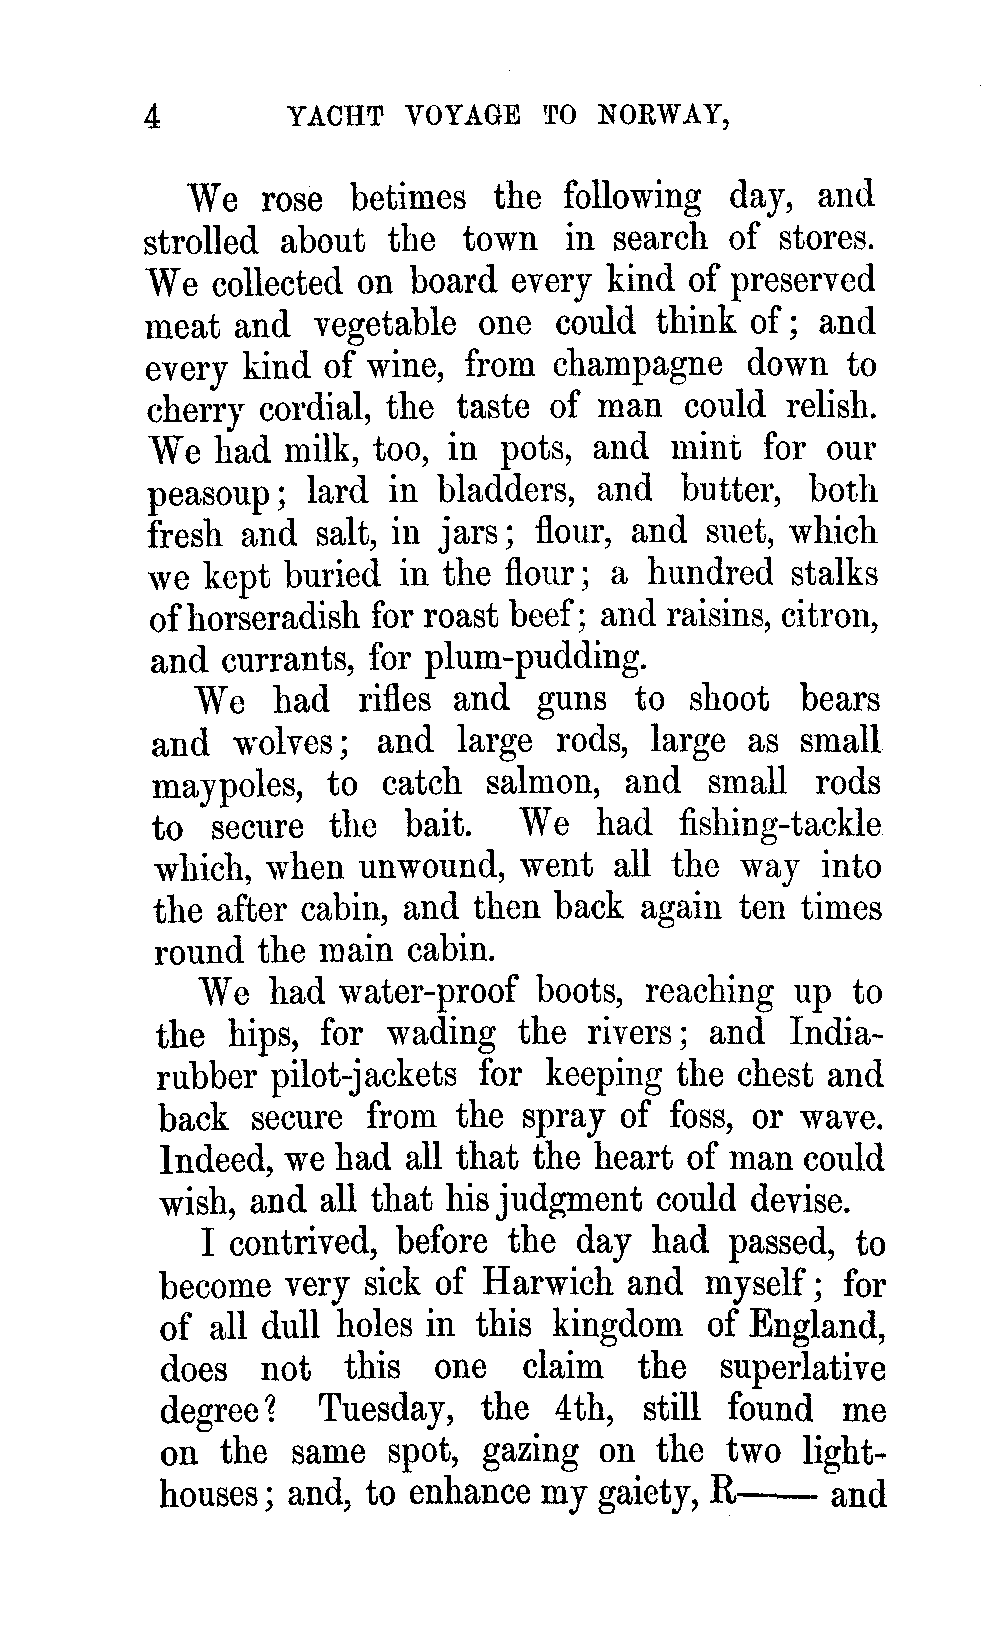 4 YACHT VOYAGE TO NORWAY,
We rose betimes the following day, and
strolled about the town in search of stores.
We collected on board every kind of preserved
meat and vegetable one could think of; and
every kind of wine, from champagne down to
cherry cordial, the taste of man could relish.
We had milk, too, in pots, and mint for our
peasoup; lard in bladders, and butter, both
fresh and salt, in jars; flour, and suet, which
we kept buried in the flour; a hundred stalks
of horseradish for roast beef; and raisins, citron,
and currants, for plum-pudding.
We had rifles and guns to shoot bears
and wolves; and large rods, large as small
maypoles, to catch salmon, and small rods
to secure the bait. We had fishing-tackle
which, when unwound, went all the way into
the after cabin, and then back again ten times
round the main cabin.
We had water-proof boots, reaching up to
the hips, for wading the rivers; and India-
rubber pilot-jackets for keeping the chest and
back secure from the spray of foss, or wave.
Indeed, we had all that the heart of man could
wish, and all that his judgment could devise.
I contrived, before the day had passed, to
become very sick of Harwich and myself; for
of all dull holes in this kingdom of England,
does not this one claim the superlative
degree? Tuesday, the 4th, still found me
on the same spot, gazing on the two light-
houses; and, to enhance my gaiety, R—— and